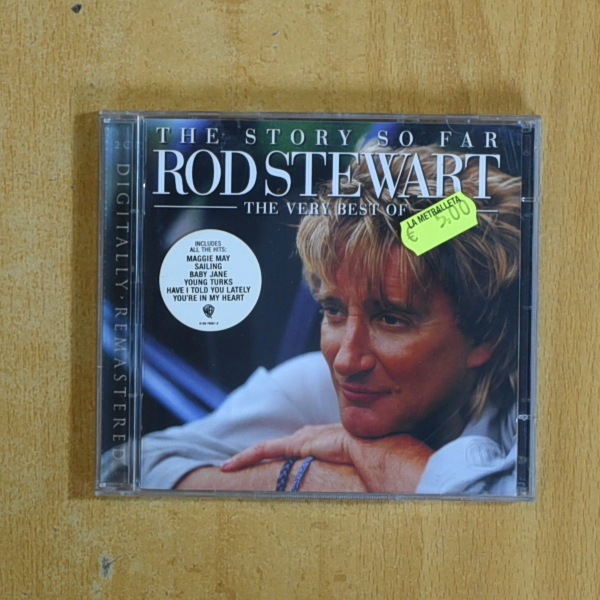 THE STORY SO FAR
ROD STEWART
THE VERY BEST OF
LA METRALLETA
€ 5,00
INCLUDES
ALL THE HITS:
MAGGIE MAY
SAILING
BABY JANE
YOUNG TURKS
HAVE I TOLD YOU LATELY
YOU'RE IN MY HEART
2CD
DIGITALLY · REMASTERED